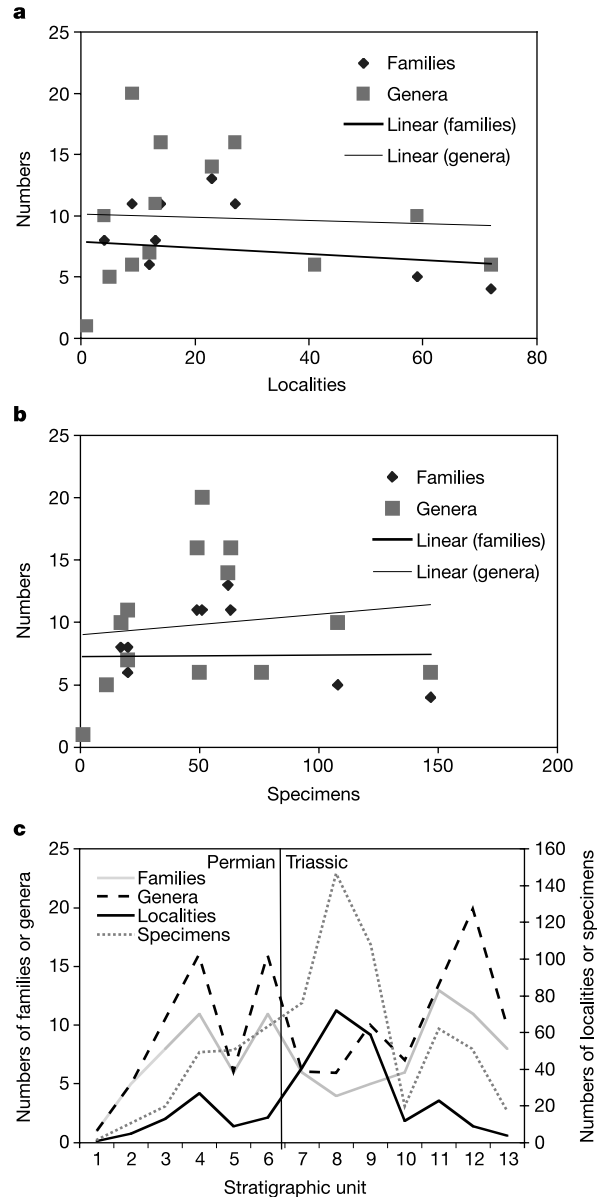 a
25
20
15
10
5
0
Numbers
Families
Genera
Linear (families)
Linear (genera)
0 20 40 60 80
Localities
b
25
20
15
10
5
0
Numbers
Families
Genera
Linear (families)
Linear (genera)
0 50 100 150 200
Specimens
c
25
20
15
10
5
0
Numbers of families or genera
Permian Triassic
Families
Genera
Localities
Specimens
160
140
120
100
80
60
40
20
0
Numbers of localities or specimens
1 2 3 4 5 6 7 8 9 10 11 12 13
Stratigraphic unit